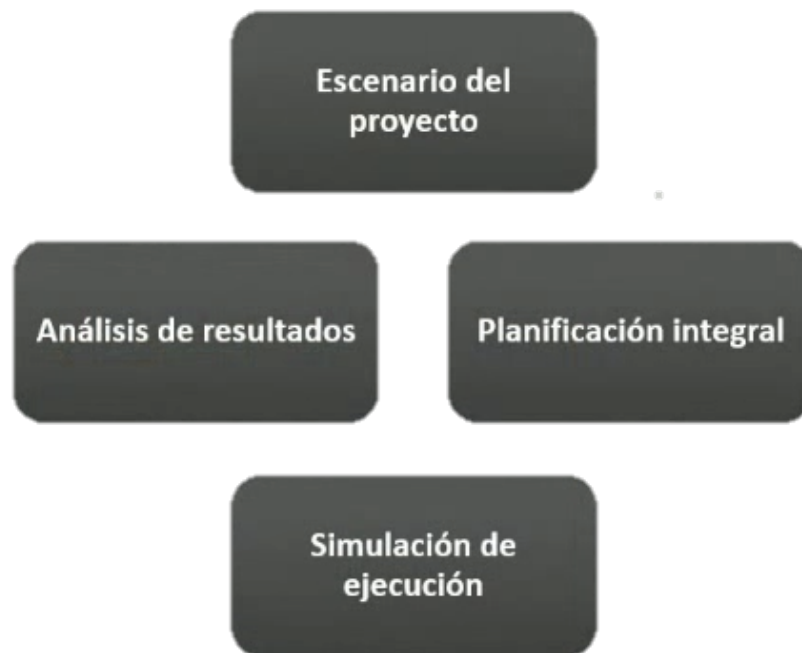 Escenario del
proyecto
Análisis de resultados
Planificación integral
Simulación de
ejecución